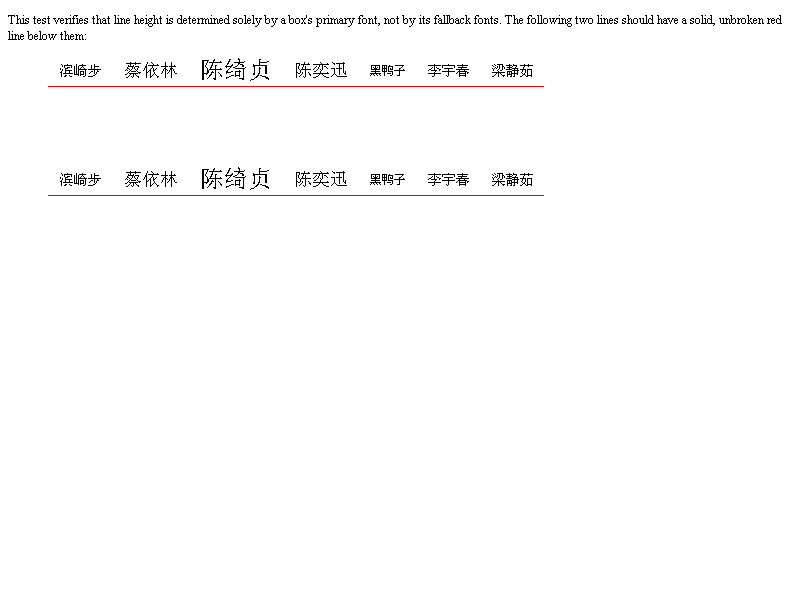 This test verifies that line height is determined solely by a box's primary font, not by its fallback fonts. The following two lines should have a solid, unbroken red
line below them:
滨崎步 蔡依林 陈绮贞 陈奕迅 黑鸭子 李宇春 梁静茹
滨崎步 蔡依林 陈绮贞 陈奕迅 黑鸭子 李宇春 梁静茹